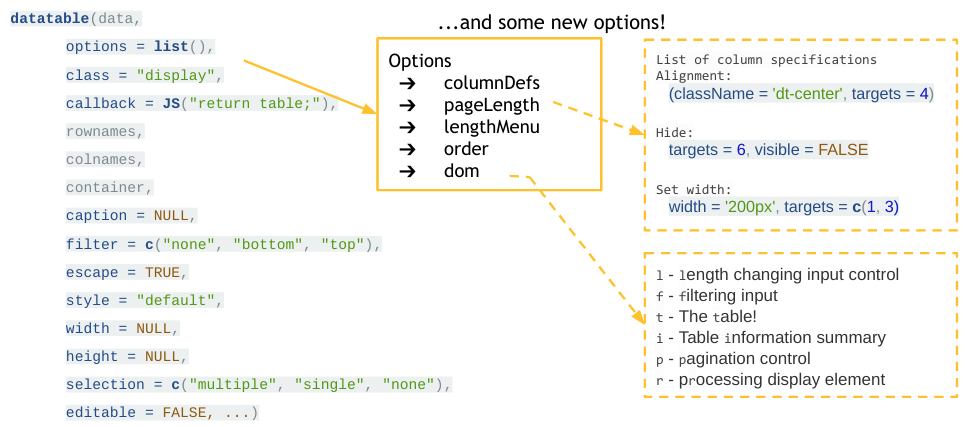 datatable(data,
options = list(),
class = "display",
callback = JS("return table;"),
rownames,
colnames,
container,
caption = NULL,
filter = c("none", "bottom", "top"),
escape = TRUE,
style = "default",
width = NULL,
height = NULL,
selection = c("multiple", "single", "none"),
editable = FALSE, ...)
...and some new options!
Options
➔ columnDefs
➔ pageLength
➔ lengthMenu
➔ order
➔ dom
List of column specifications
Alignment:
(className = 'dt-center', targets = 4)
Hide:
targets = 6, visible = FALSE
Set width:
width = '200px', targets = c(1, 3)
l - length changing input control
f - filtering input
t - The table!
i - Table information summary
p - pagination control
r - processing display element